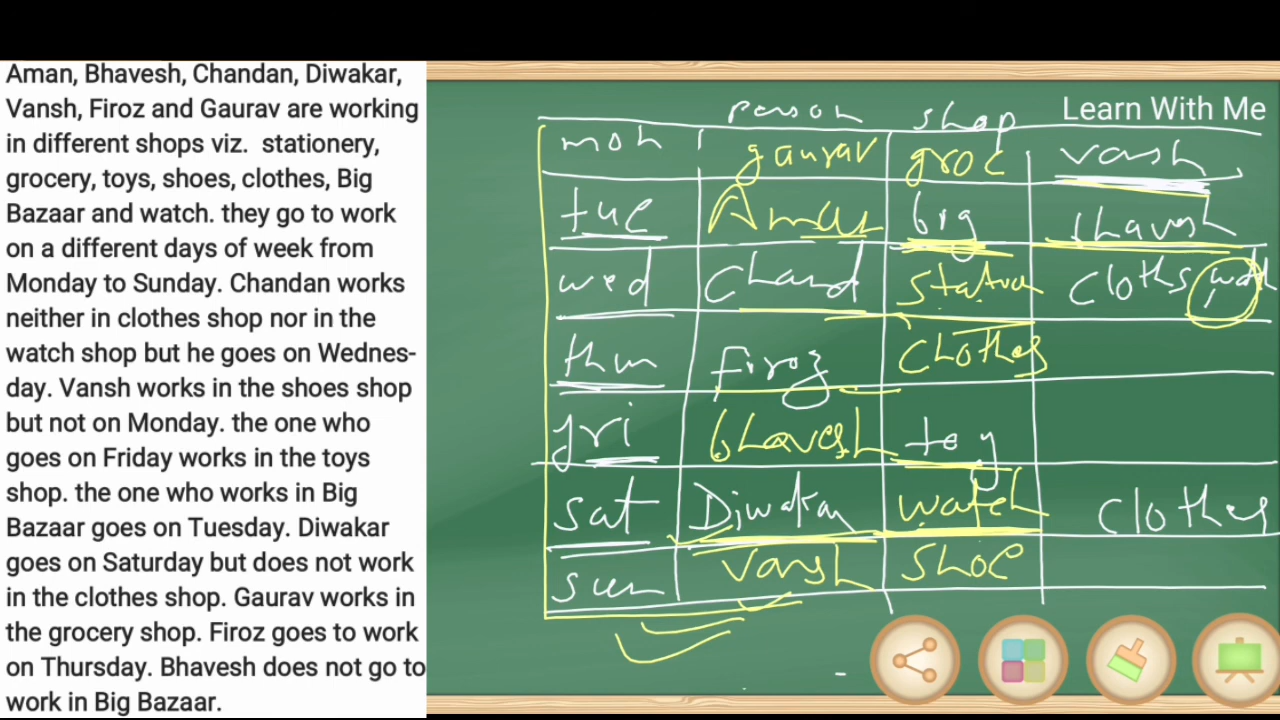 Aman, Bhavesh, Chandan, Diwakar,
Vansh, Firoz and Gaurav are working
in different shops viz. stationery,
grocery, toys, shoes, clothes, Big
Bazaar and watch. they go to work
on a different days of week from
Monday to Sunday. Chandan works
neither in clothes shop nor in the
watch shop but he goes on Wednes-
day. Vansh works in the shoes shop
but not on Monday. the one who
goes on Friday works in the toys
shop. the one who works in Big
Bazaar goes on Tuesday. Diwakar
goes on Saturday but does not work
in the clothes shop. Gaurav works in
the grocery shop. Firoz goes to work
on Thursday. Bhavesh does not go to
work in Big Bazaar.
Learn With Me
person shop
mon gaurav groc vash
tue Aman big bhavesh
wed Chand cloths
thu Firoz Clothes
fri bhavesh toy
sat Diwakar watch clothes
sun Vansh Shoe